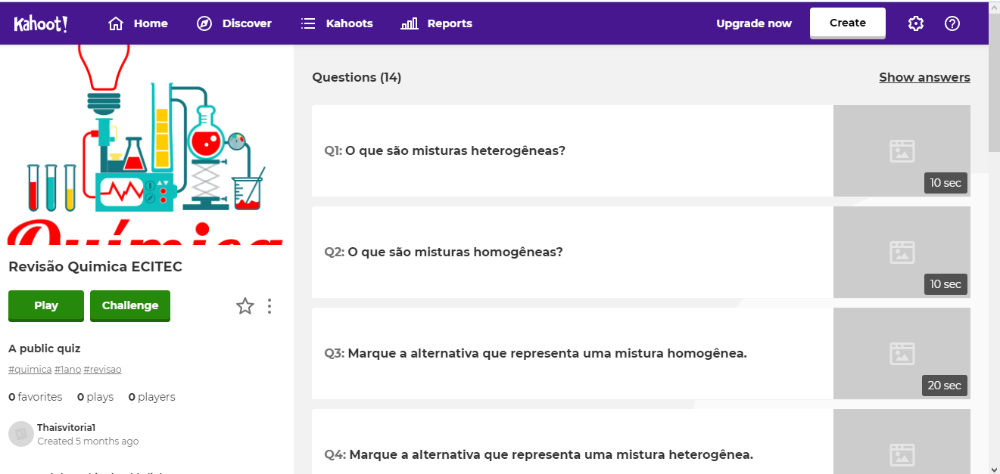 Kahoot! Home Discover Kahoots Reports Upgrade now Create
Química
Revisão Quimica ECITEC
Play Challenge
A public quiz
#quimica #1ano #revisao
0 favorites 0 plays 0 players
Thaisvitoria1
Created 5 months ago
Questions (14) Show answers
Q1: O que são misturas heterogêneas?
10 sec
Q2: O que são misturas homogêneas?
10 sec
Q3: Marque a alternativa que representa uma mistura homogênea.
20 sec
Q4: Marque a alternativa que representa uma mistura heterogênea.